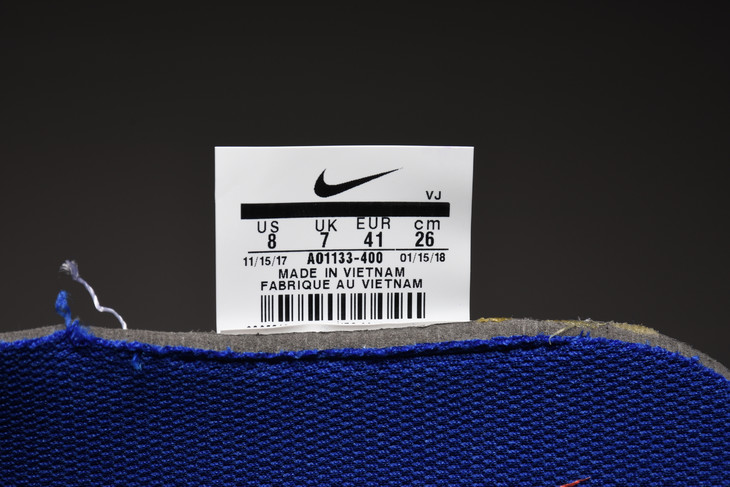 VJ
US UK EUR cm
8 7 41 26
11/15/17 AO1133-400 01/15/18
MADE IN VIETNAM
FABRIQUE AU VIETNAM